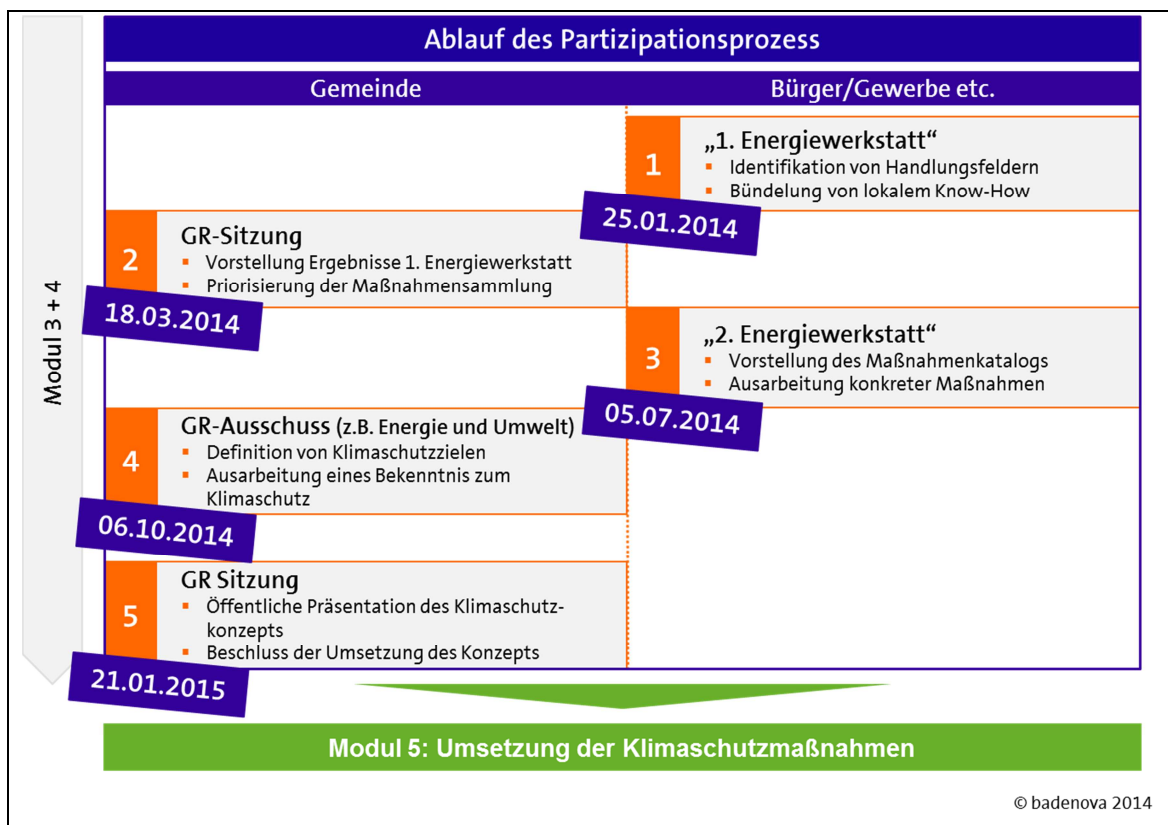 Ablauf des Partizipationsprozess
Gemeinde
Bürger/Gewerbe etc.
Modul 3 + 4
1
„1. Energiewerkstatt“
▪ Identifikation von Handlungsfeldern
▪ Bündelung von lokalem Know-How
25.01.2014
2
GR-Sitzung
▪ Vorstellung Ergebnisse 1. Energiewerkstatt
▪ Priorisierung der Maßnahmensammlung
18.03.2014
3
„2. Energiewerkstatt“
▪ Vorstellung des Maßnahmenkatalogs
▪ Ausarbeitung konkreter Maßnahmen
05.07.2014
4
GR-Ausschuss (z.B. Energie und Umwelt)
▪ Definition von Klimaschutzzielen
▪ Ausarbeitung eines Bekenntnis zum
Klimaschutz
06.10.2014
5
GR Sitzung
▪ Öffentliche Präsentation des Klimaschutz-
konzepts
▪ Beschluss der Umsetzung des Konzepts
21.01.2015
Modul 5: Umsetzung der Klimaschutzmaßnahmen
© badenova 2014